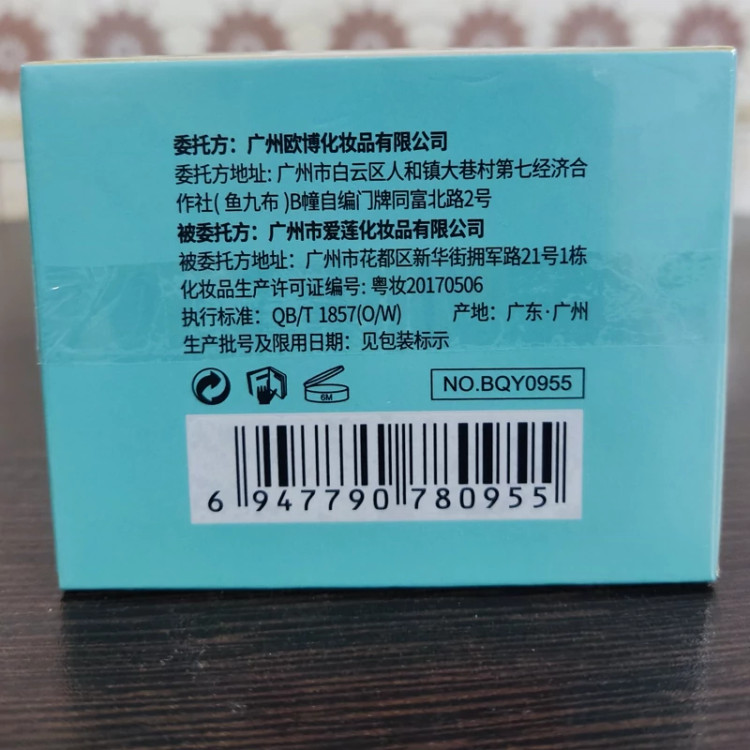 委托方：广州欧博化妆品有限公司
委托方地址：广州市白云区人和镇大巷村第七经济合
作社( 鱼九布 )B幢自编门牌同富北路2号
被委托方：广州市爱莲化妆品有限公司
被委托方地址：广州市花都区新华街拥军路21号1栋
化妆品生产许可证编号: 粤妆20170506
执行标准：QB/T 1857(O/W) 产地：广东·广州
生产批号及限用日期：见包装标示
6M
NO.BQY0955
6 947790 780955